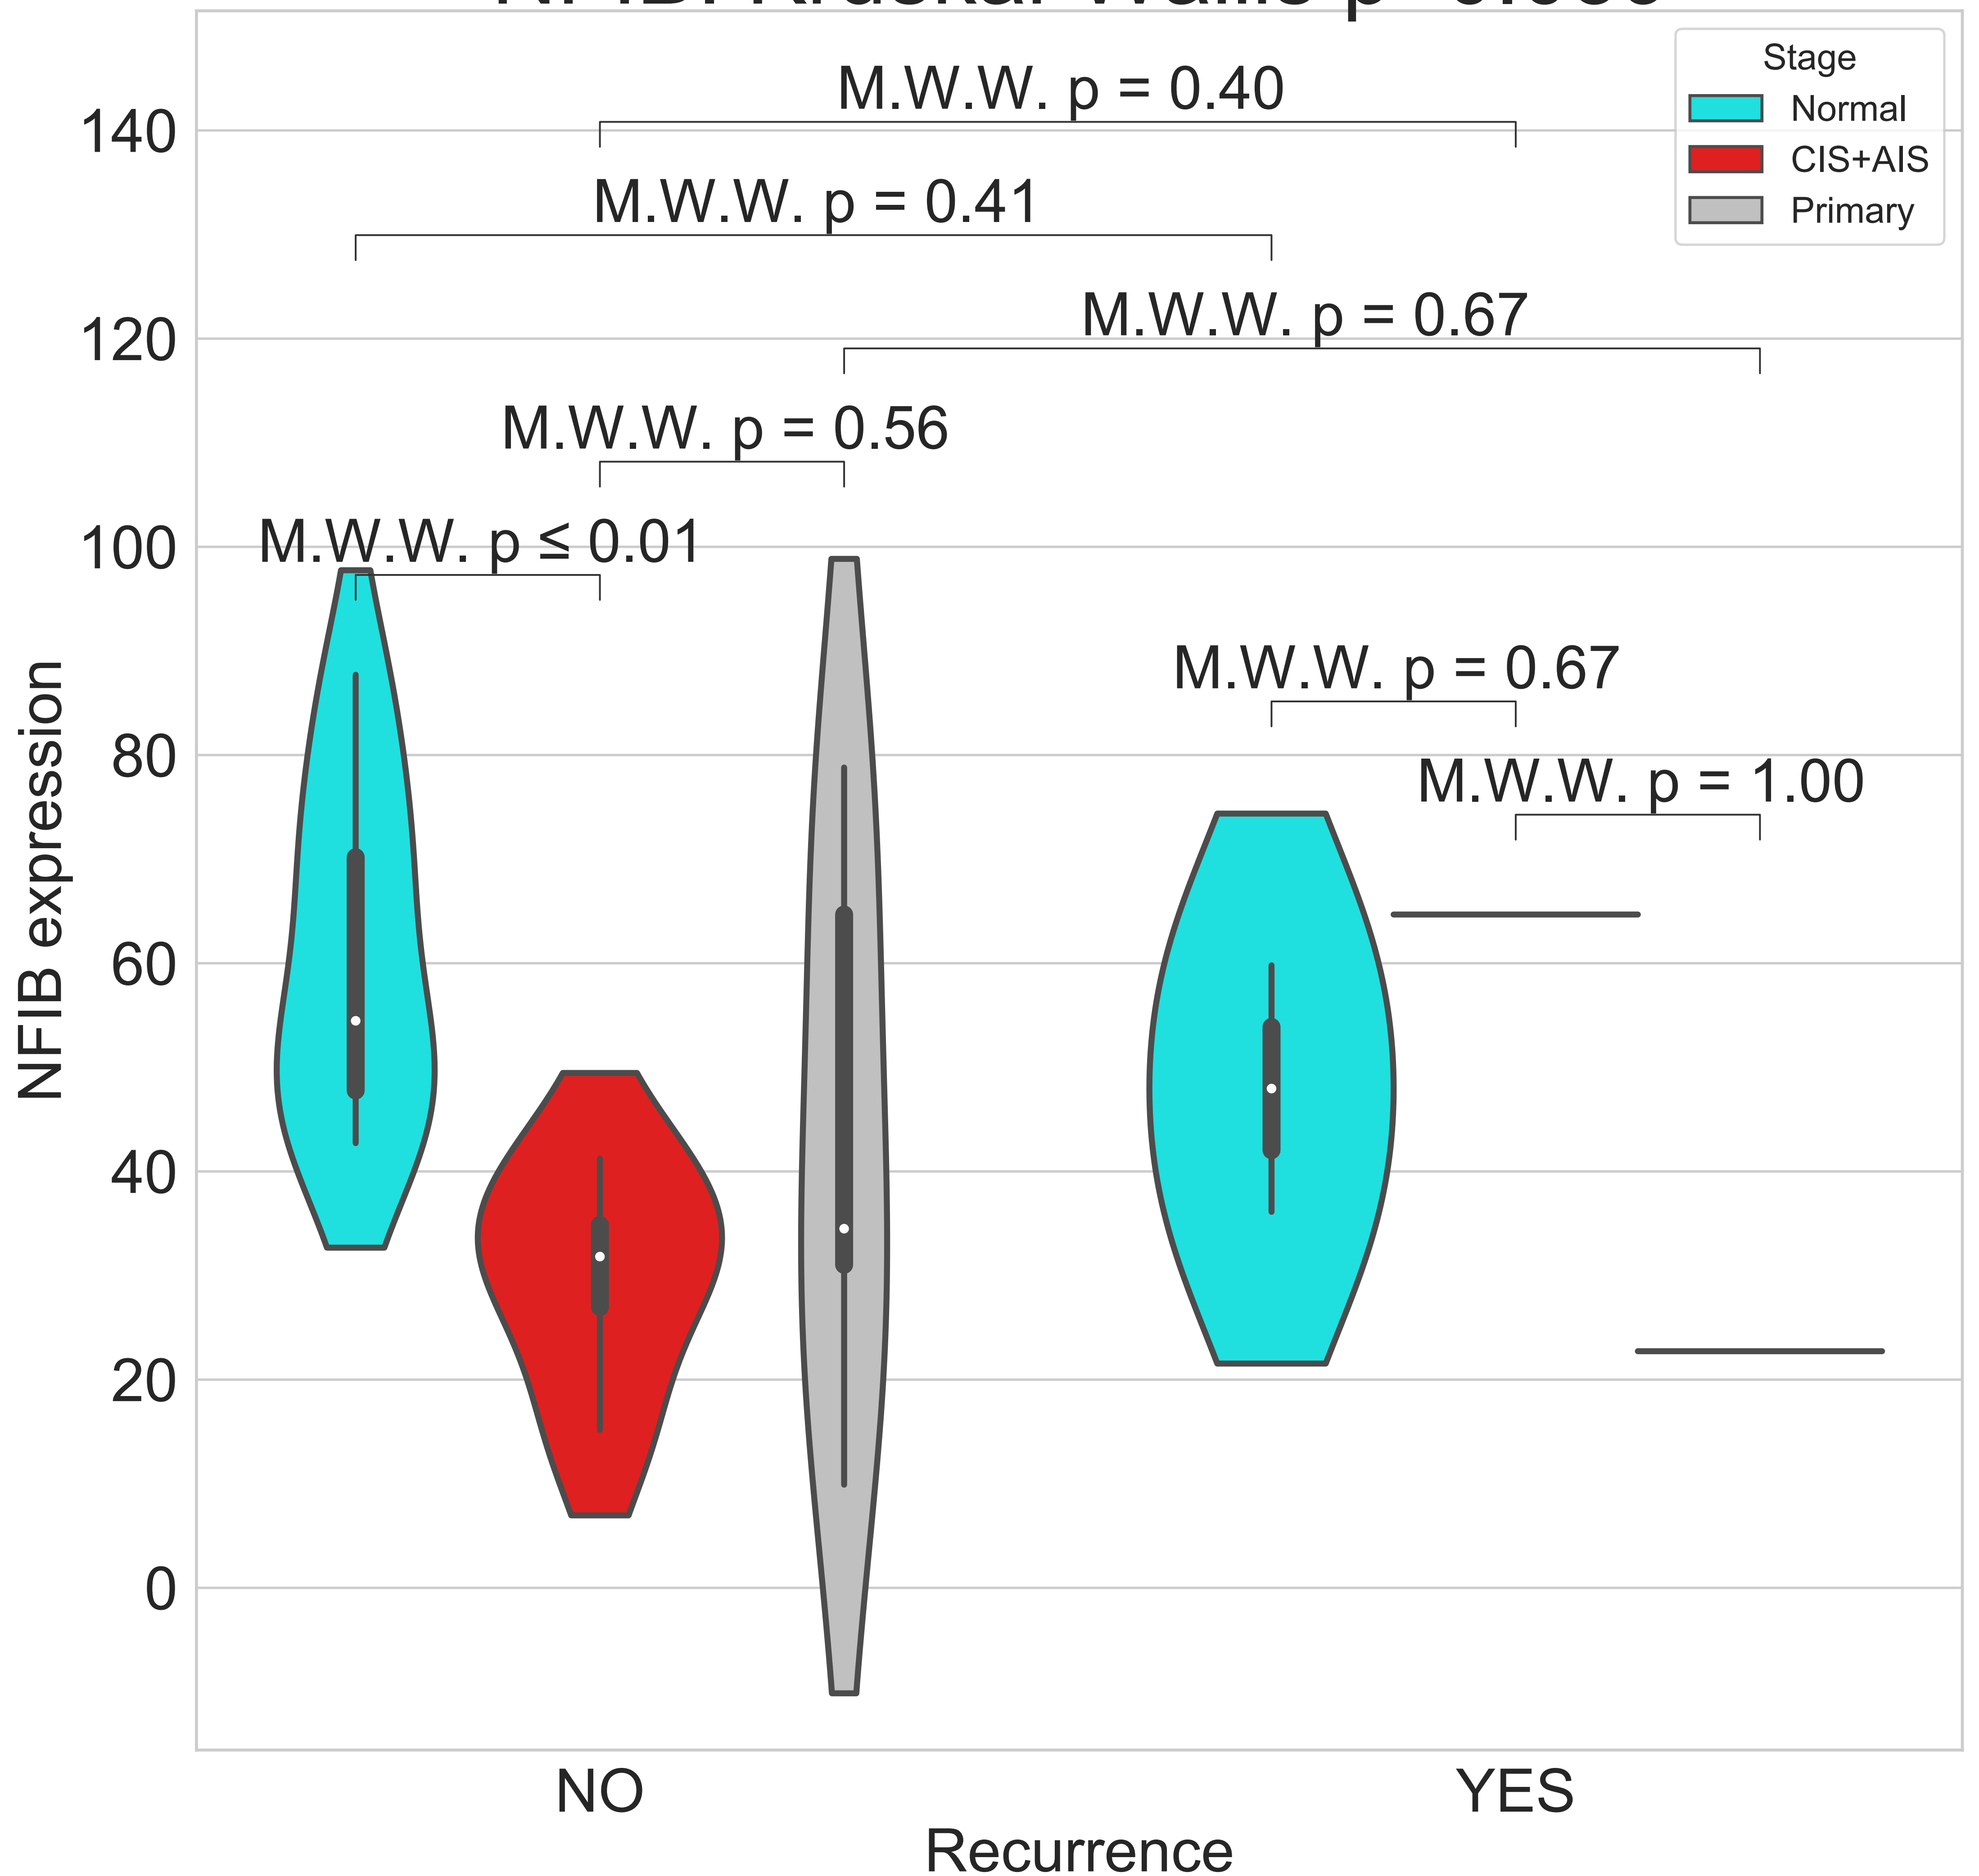 Stage
Normal
CIS+AIS
Primary
M.W.W. p = 0.40
M.W.W. p = 0.41
M.W.W. p = 0.67
M.W.W. p = 0.56
M.W.W. p ≤ 0.01
M.W.W. p = 0.67
M.W.W. p = 1.00
140
120
100
80
60
40
20
0
NFIB expression
NO
YES
Recurrence